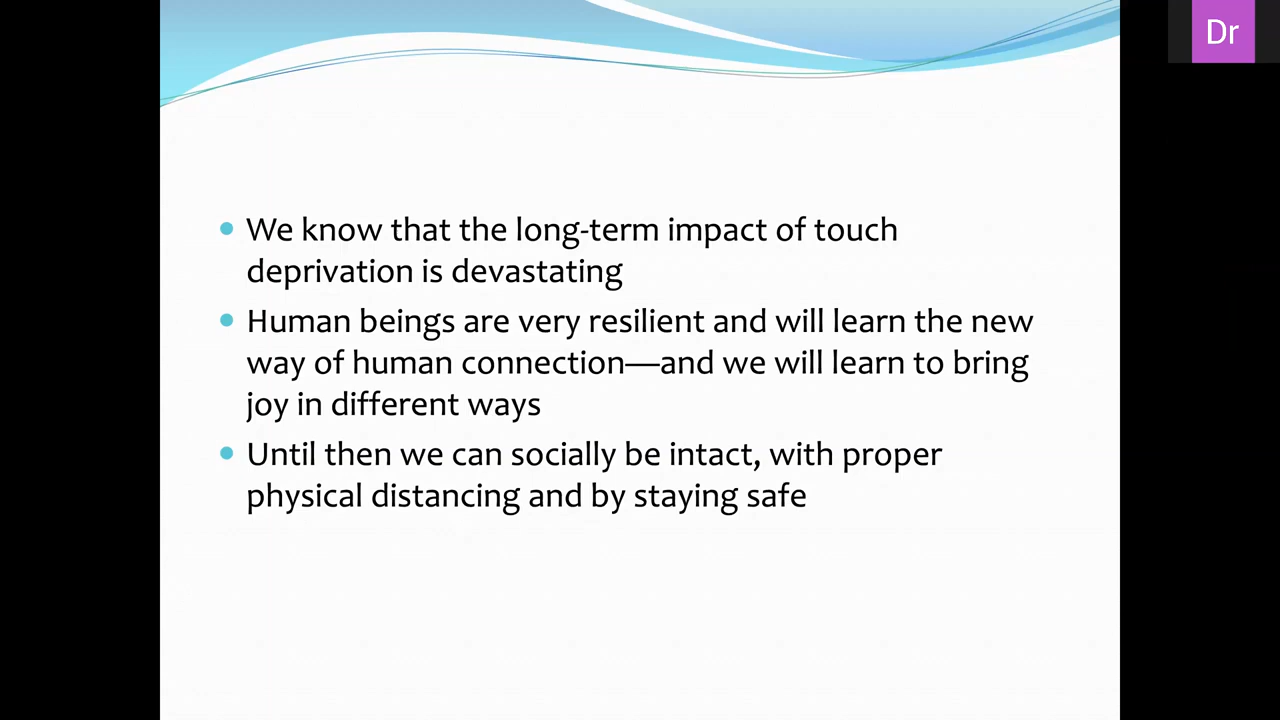 Dr
We know that the long-term impact of touch
deprivation is devastating
Human beings are very resilient and will learn the new
way of human connection—and we will learn to bring
joy in different ways
Until then we can socially be intact, with proper
physical distancing and by staying safe